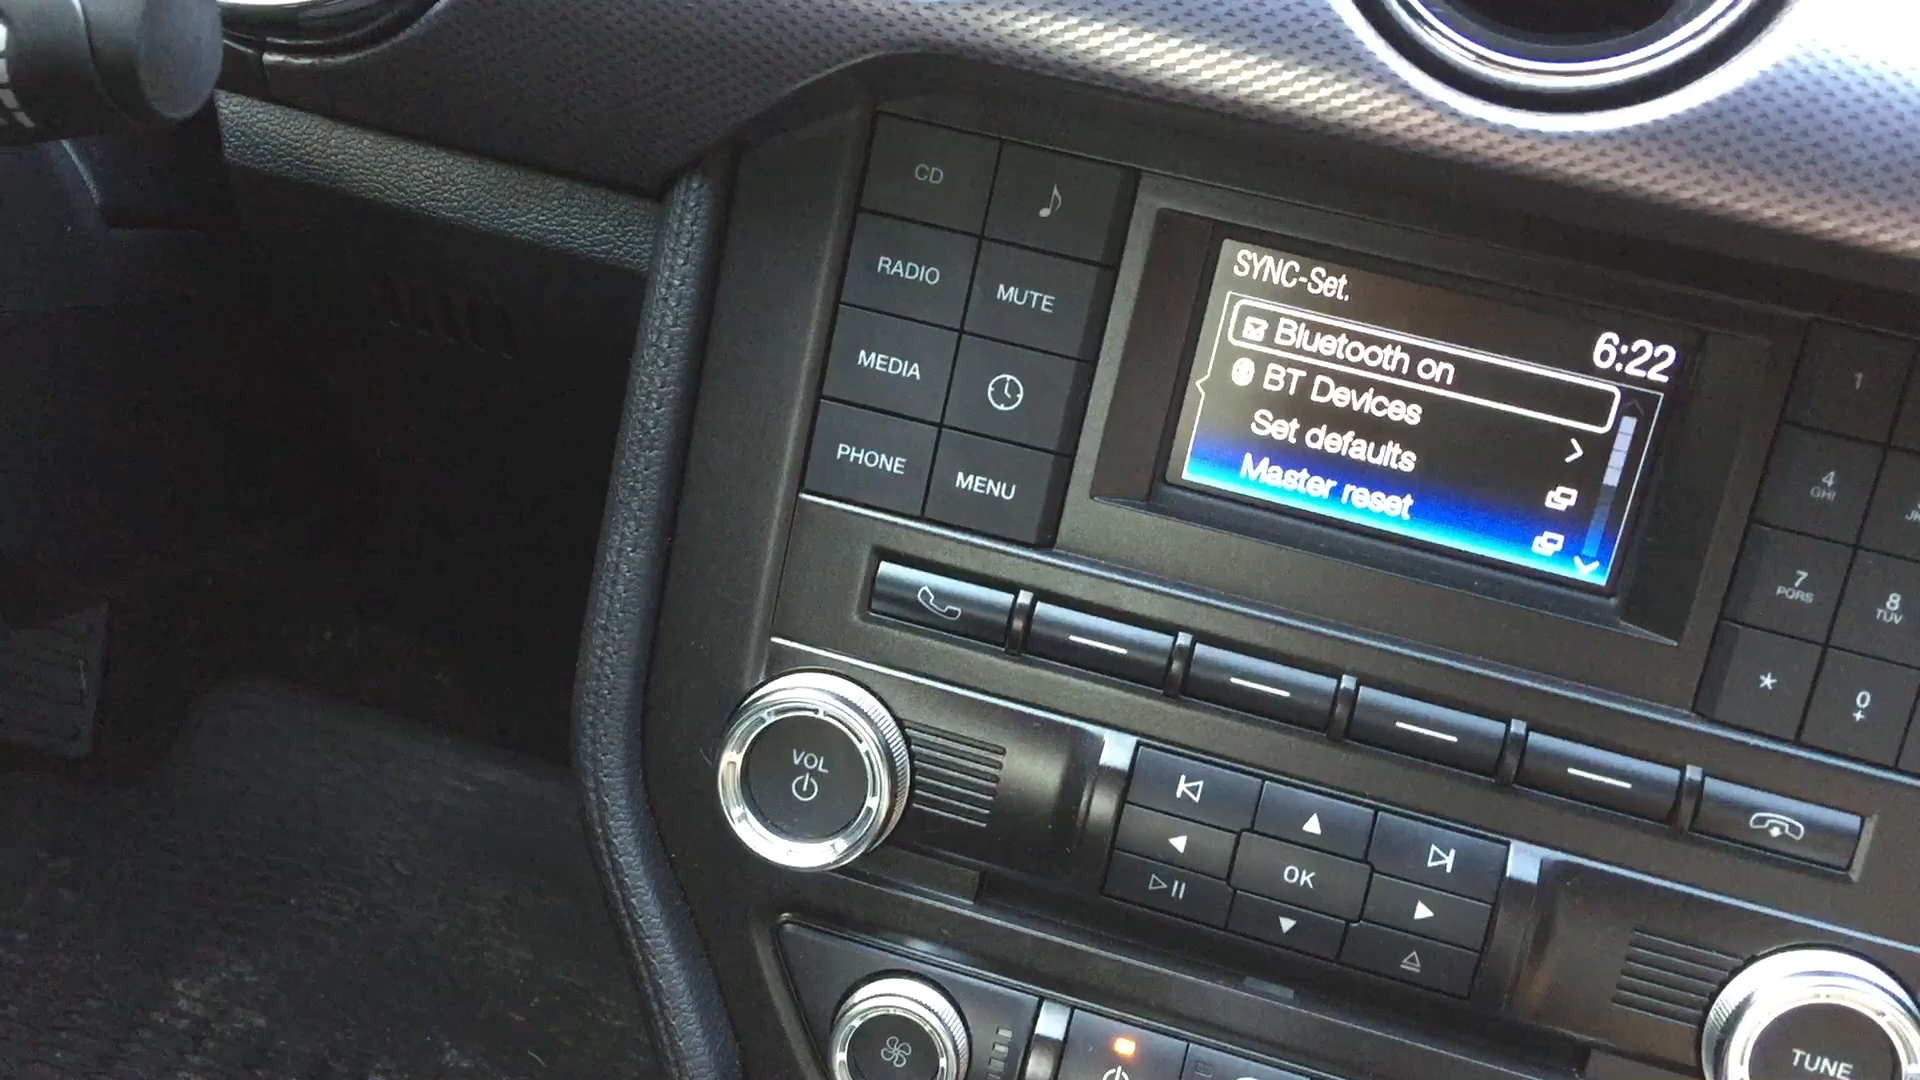 CD
RADIO
MUTE
MEDIA
PHONE
MENU
SYNC-Set.
6:22
Bluetooth on
BT Devices
Set defaults
Master reset
1
4
GHI
7
PQRS
8
TUV
*
0
+
VOL
OK
TUNE